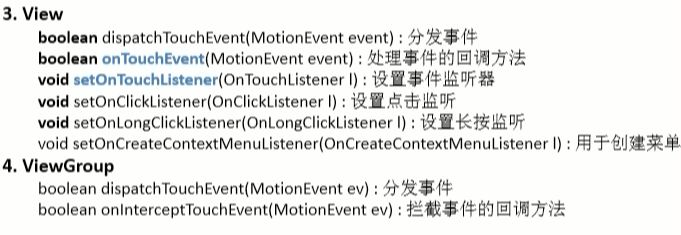 3. View
boolean dispatchTouchEvent(MotionEvent event) : 分发事件
boolean onTouchEvent(MotionEvent event) : 处理事件的回调方法
void setOnTouchListener(OnTouchListener l) : 设置事件监听器
void setOnClickListener(OnClickListener l) : 设置点击监听
void setOnLongClickListener(OnLongClickListener l) : 设置长按监听
void setOnCreateContextMenuListener(OnCreateContextMenuListener l) : 用于创建菜单
4. ViewGroup
boolean dispatchTouchEvent(MotionEvent ev) : 分发事件
boolean onInterceptTouchEvent(MotionEvent ev) : 拦截事件的回调方法